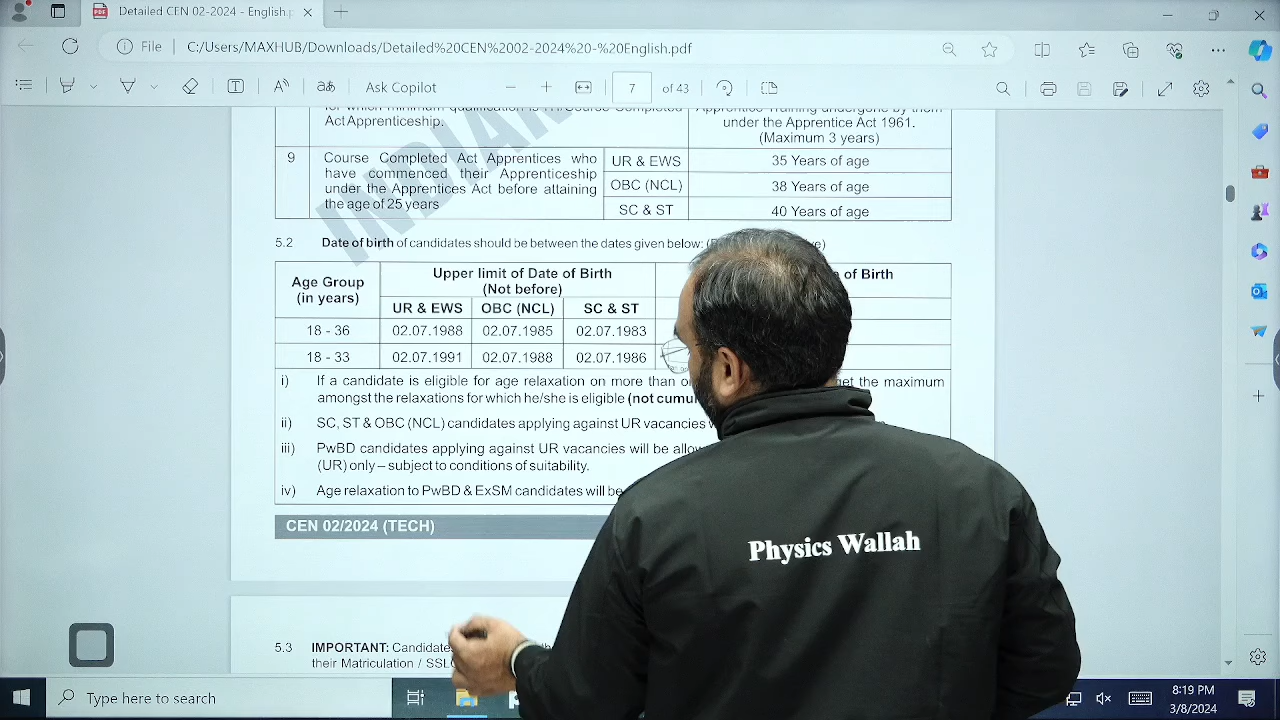 Detailed CEN 02-2024 - English.p
File
C:/Users/MAXHUB/Downloads/Detailed%20CEN%2002-2024%20-%20English.pdf
Ask Copilot
7 of 43
Act Apprenticeship.
Apprentice Training undergone by them
under the Apprentice Act 1961.
(Maximum 3 years)
9
Course Completed Act Apprentices who
have commenced their Apprenticeship
under the Apprentices Act before attaining
the age of 25 years
UR & EWS
35 Years of age
OBC (NCL)
38 Years of age
SC & ST
40 Years of age
INDIAN
5.2 Date of birth of candidates should be between the dates given below:
Age Group
(in years)
Upper limit of Date of Birth
(Not before)
of Birth
UR & EWS OBC (NCL) SC & ST
18 - 36 02.07.1988 02.07.1985 02.07.1983
18 - 33 02.07.1991 02.07.1988 02.07.1986
i) If a candidate is eligible for age relaxation on more than the maximum
amongst the relaxations for which he/she is eligible (not
ii) SC, ST & OBC (NCL) candidates applying against UR vacancies
iii) PwBD candidates applying against UR vacancies will be
(UR) only – subject to conditions of suitability.
iv) Age relaxation to PwBD & ExSM candidates will be
CEN 02/2024 (TECH)
Physics Wallah
5.3 IMPORTANT:
their Matriculation /
Type here to search
8:19 PM
3/8/2024